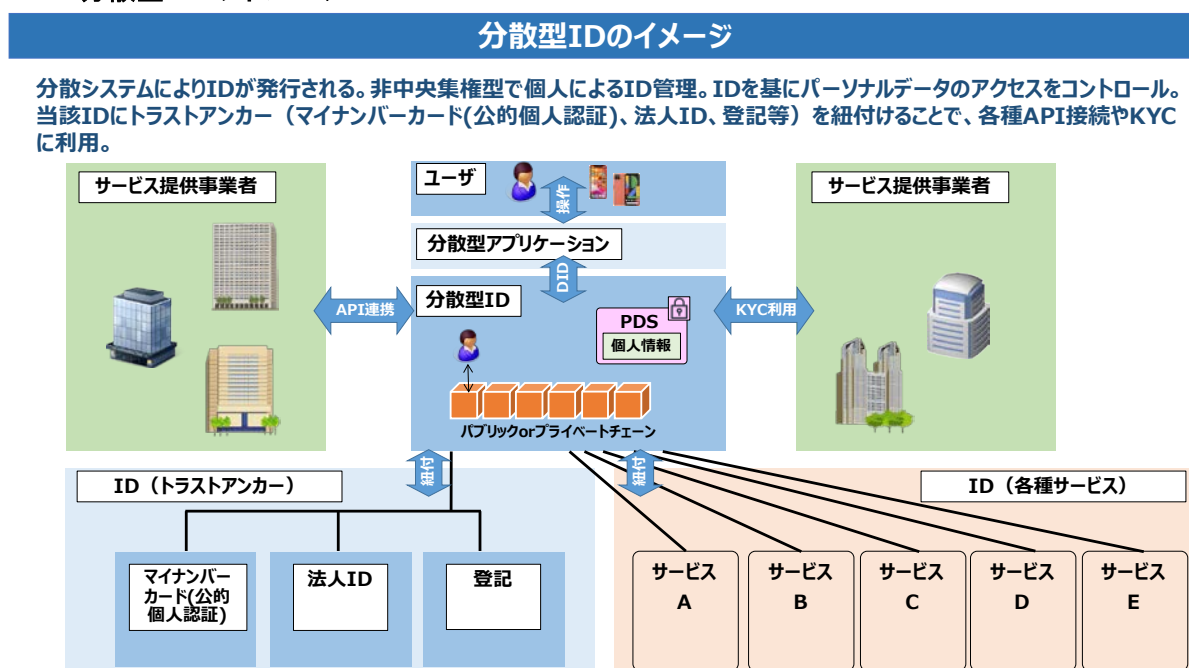 分散型IDのイメージ
分散システムによりIDが発行される。非中央集権型で個人によるID管理。IDを基にパーソナルデータのアクセスをコントロール。
当該IDにトラストアンカー（マイナンバーカード(公的個人認証)、法人ID、登記等）を紐付けることで、各種API接続やKYC
に利用。
サービス提供事業者
ユーザ
操作
サービス提供事業者
分散型アプリケーション
DID
API連携
分散型ID
PDS
個人情報
KYC利用
パブリックorプライベートチェーン
紐付
紐付
ID（トラストアンカー）
ID（各種サービス）
マイナンバー
カード(公的
個人認証)
法人ID
登記
サービス
A
サービス
B
サービス
C
サービス
D
サービス
E